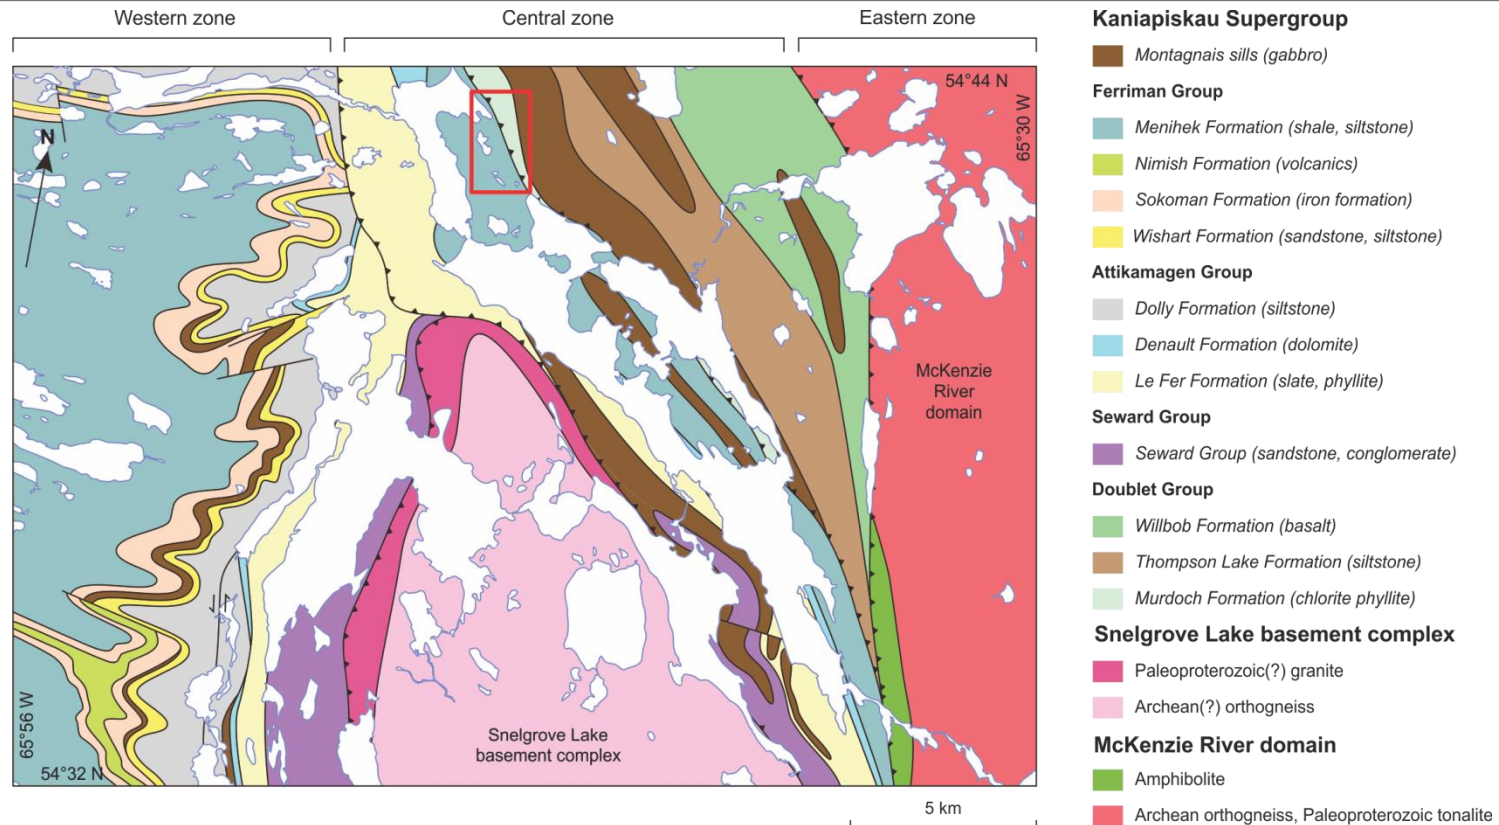 Western zone
Central zone
Eastern zone
54°44 N
65°30 W
N
McKenzie
River
domain
Snelgrove Lake
basement complex
65°56 W
54°32 N
5 km
Kaniapiskau Supergroup
Montagnais sills (gabbro)
Ferriman Group
Menihek Formation (shale, siltstone)
Nimish Formation (volcanics)
Sokoman Formation (iron formation)
Wishart Formation (sandstone, siltstone)
Attikamagen Group
Dolly Formation (siltstone)
Denault Formation (dolomite)
Le Fer Formation (slate, phyllite)
Seward Group
Seward Group (sandstone, conglomerate)
Doublet Group
Willbob Formation (basalt)
Thompson Lake Formation (siltstone)
Murdoch Formation (chlorite phyllite)
Snelgrove Lake basement complex
Paleoproterozoic(?) granite
Archean(?) orthogneiss
McKenzie River domain
Amphibolite
Archean orthogneiss, Paleoproterozoic tonalite